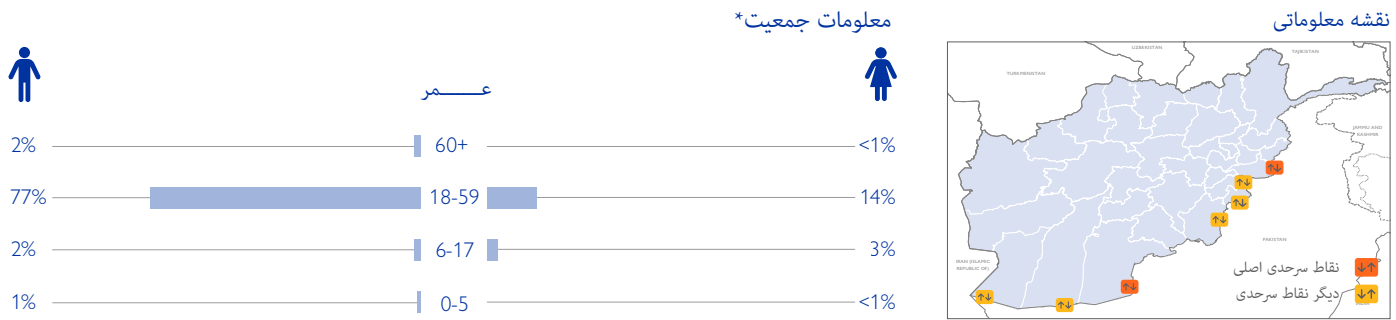 نقشه معلوماتی
معلومات جمعیت*
عـــــــمر
2% 60+ <1%
77% 18-59 14%
2% 6-17 3%
1% 0-5 <1%
UZBEKISTAN
TAJIKISTAN
TURKMENISTAN
JAMMU AND
KASHMIR
PAKISTAN
IRAN (ISLAMIC
REPUBLIC OF)
نقاط سرحدی اصلی
دیگر نقاط سرحدی